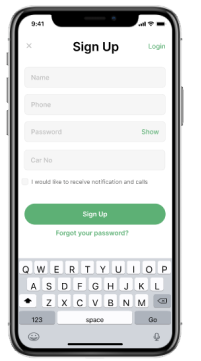 9:41
Sign Up
Login
Name
Phone
Password
Show
Car No
I would like to receive notification and calls
Sign Up
Forgot your password?
Q W E R T Y U I O P
A S D F G H J K L
Z X C V B N M
123
space
Go